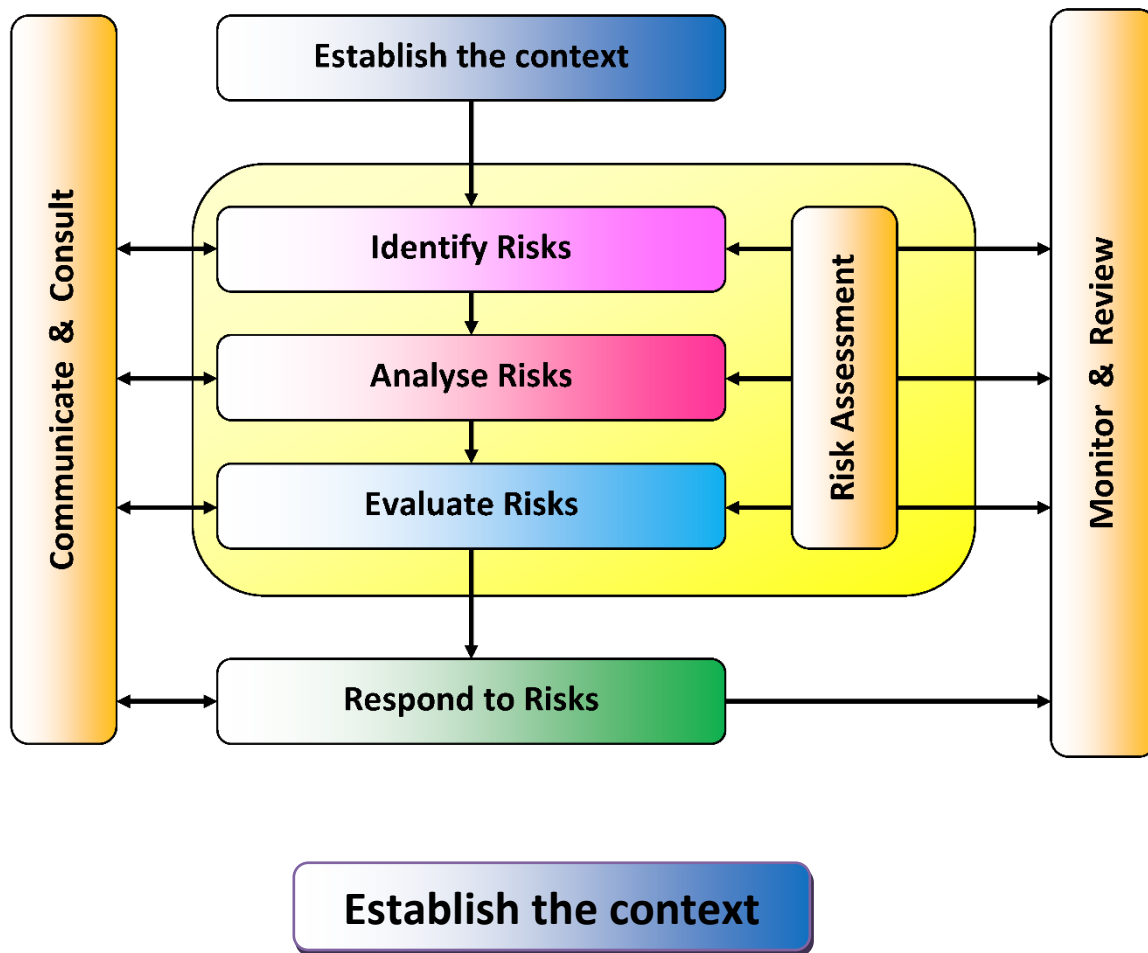 Establish the context
Communicate & Consult
Identify Risks
Analyse Risks
Evaluate Risks
Risk Assessment
Monitor & Review
Respond to Risks
Establish the context